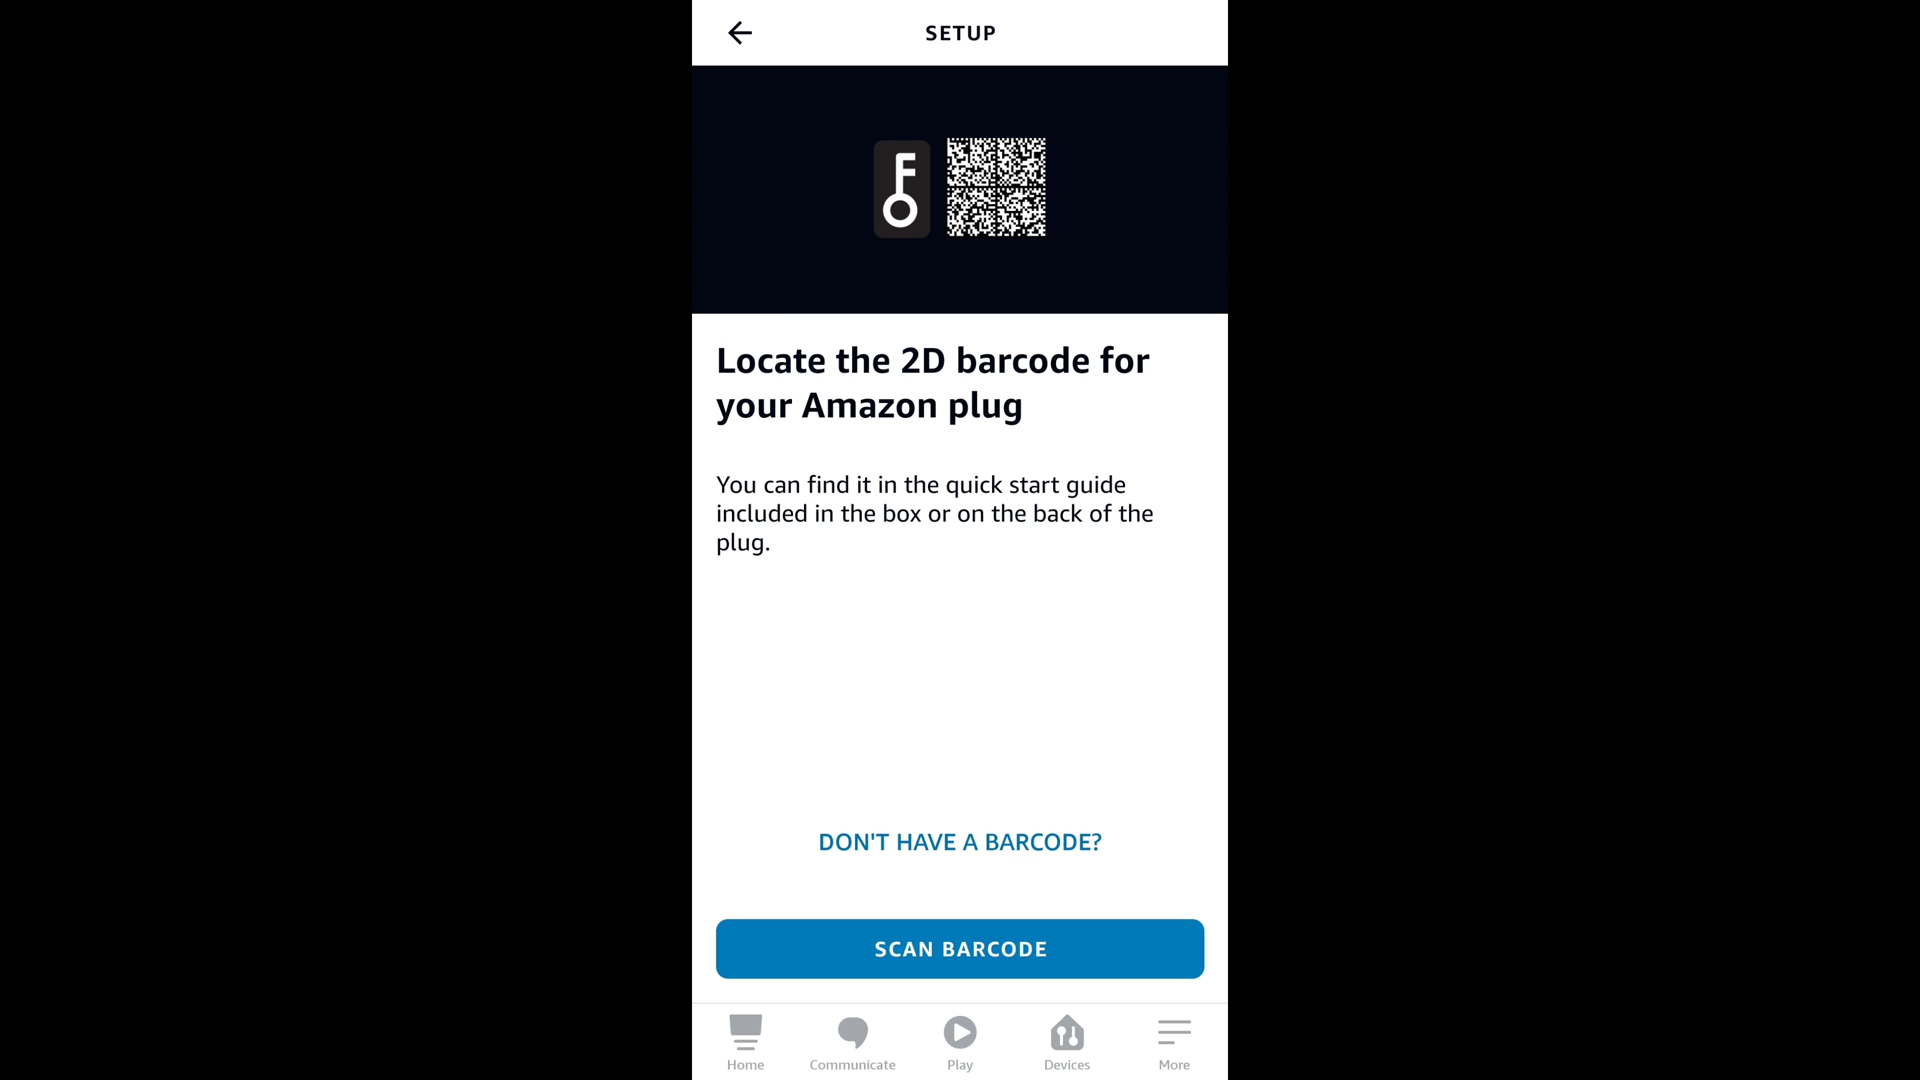 SETUP
Locate the 2D barcode for
your Amazon plug
You can find it in the quick start guide
included in the box or on the back of the
plug.
DON'T HAVE A BARCODE?
SCAN BARCODE
Home
Communicate
Play
Devices
More